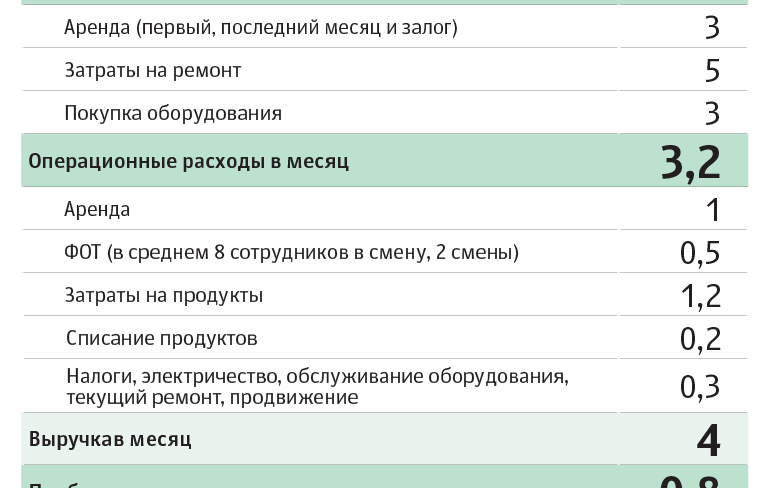 Аренда (первый, последний месяц и залог) 3
Затраты на ремонт 5
Покупка оборудования 3
Операционные расходы в месяц 3,2
Аренда 1
ФОТ (в среднем 8 сотрудников в смену, 2 смены) 0,5
Затраты на продукты 1,2
Списание продуктов 0,2
Налоги, электричество, обслуживание оборудования,
текущий ремонт, продвижение 0,3
Выручкав месяц 4
0,8